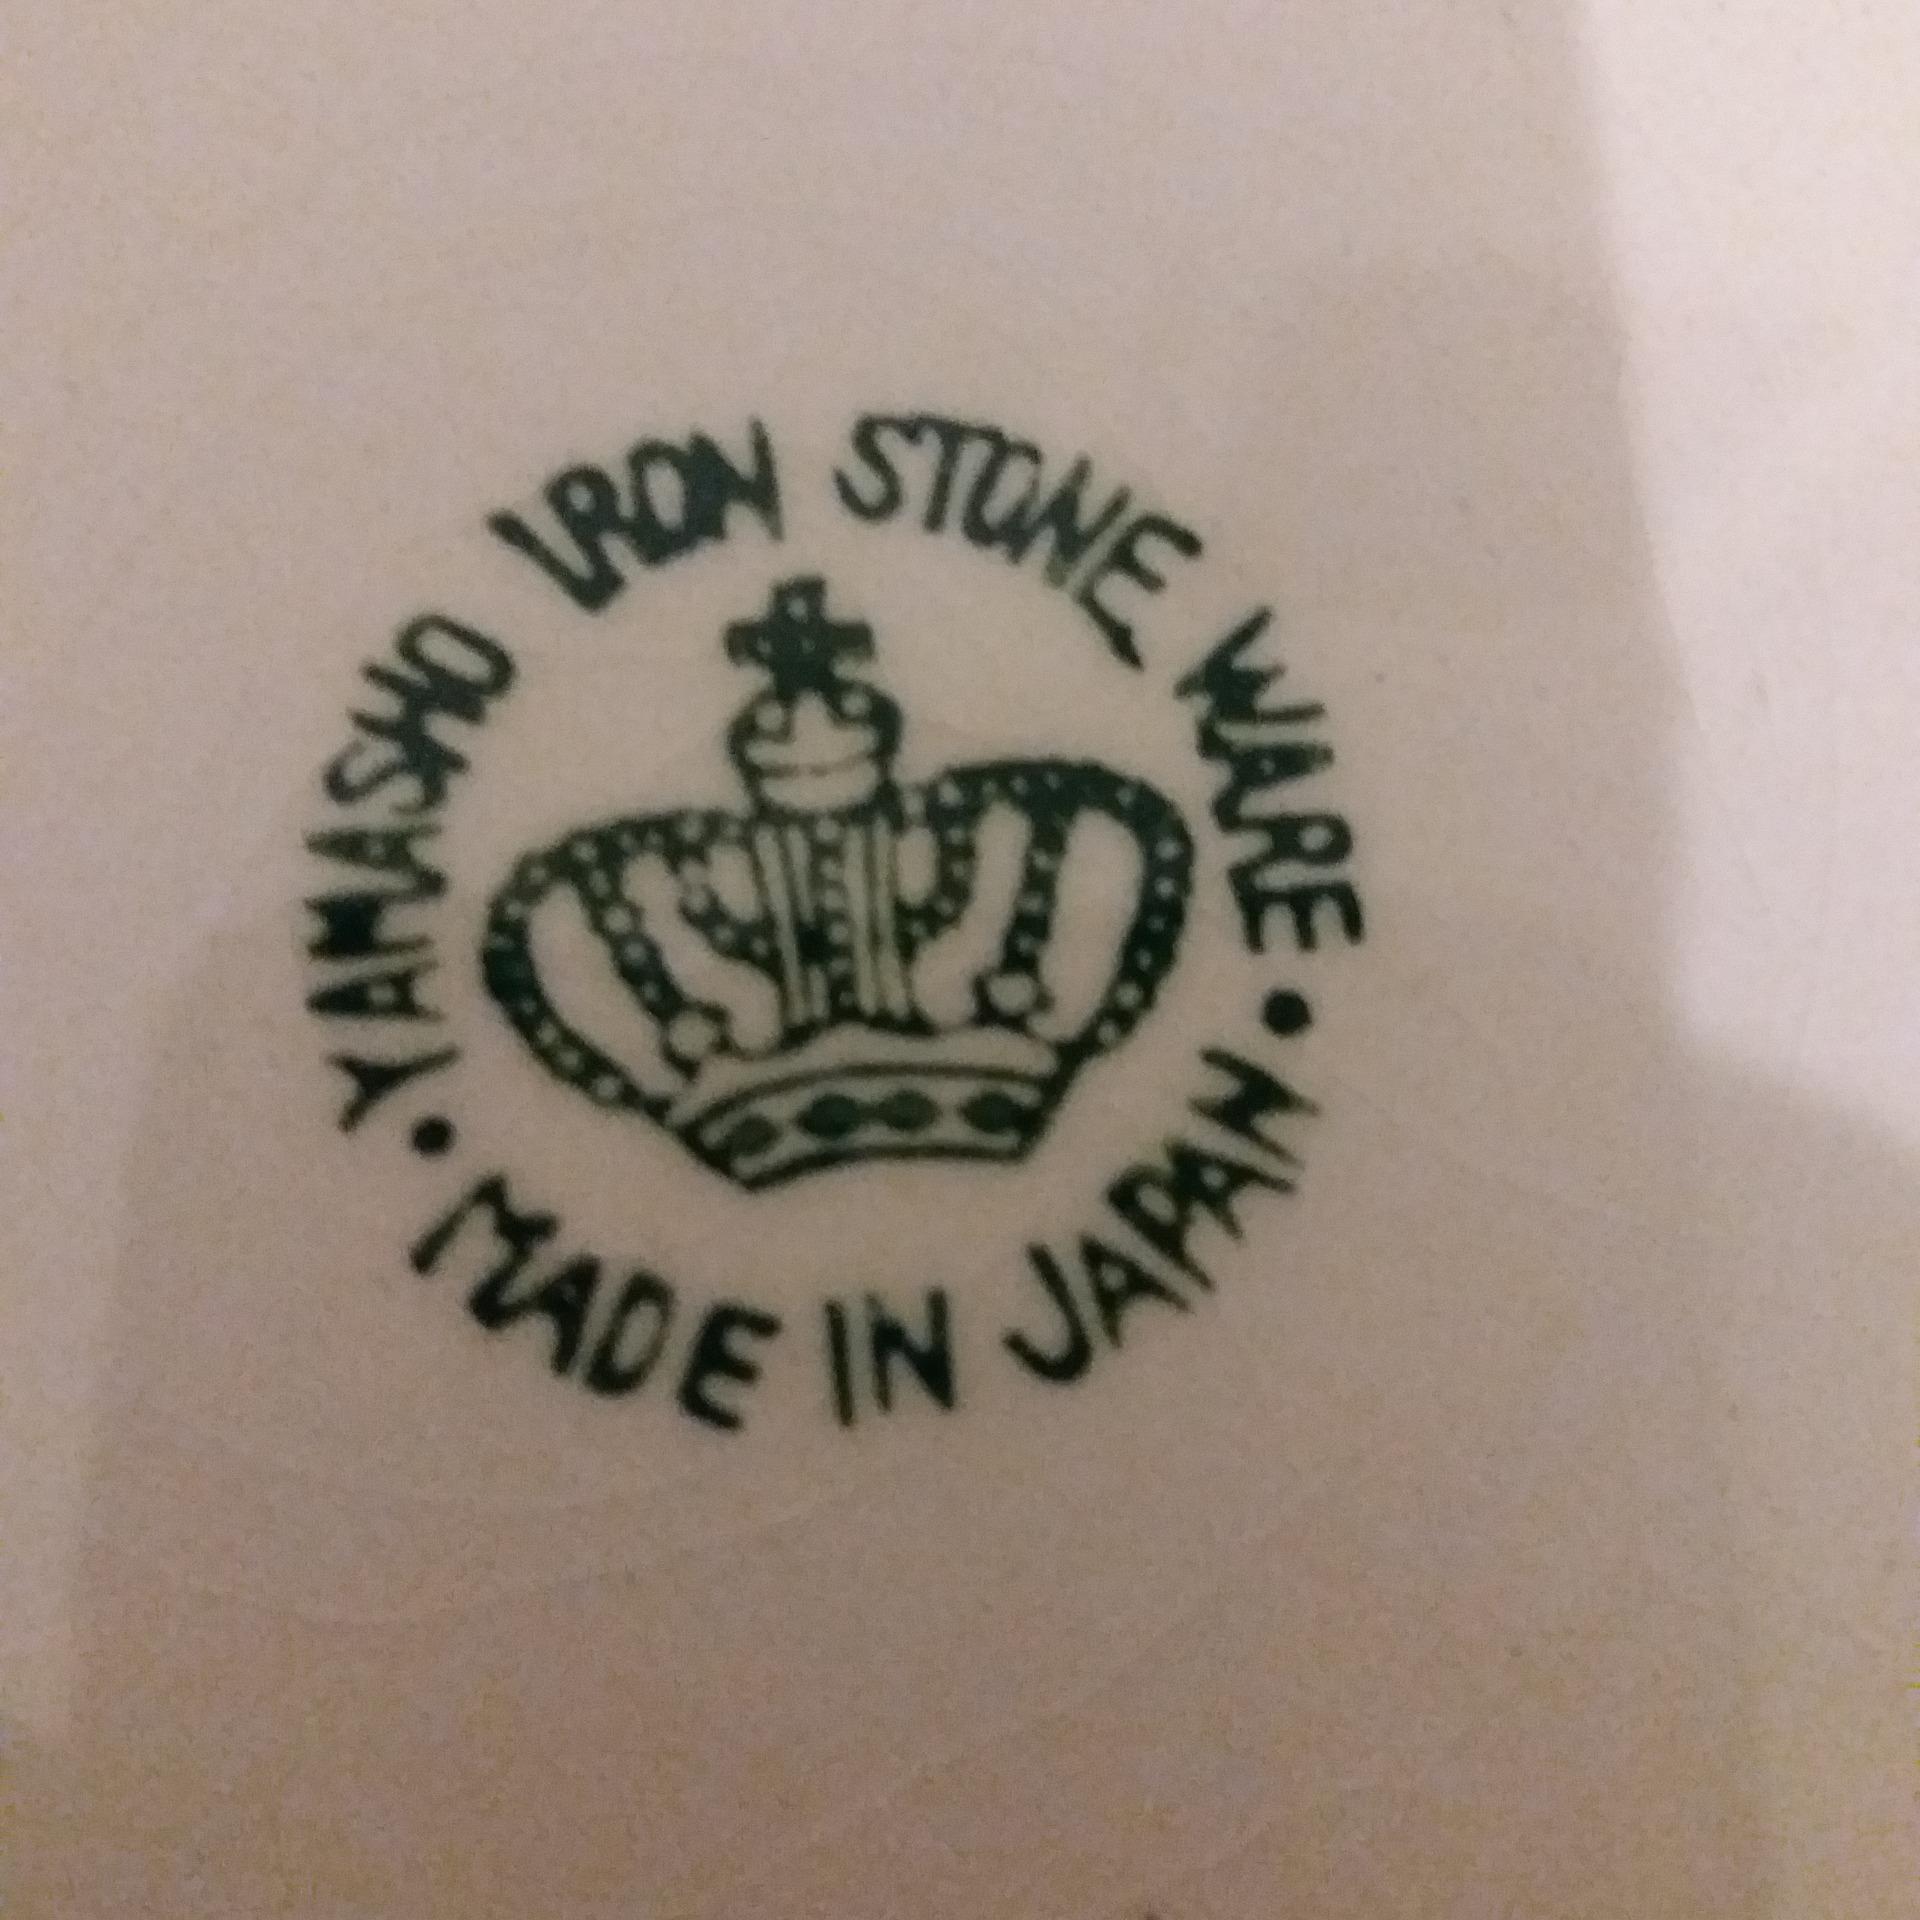 YAMASHO IRON STONE WARE
• MADE IN JAPAN •